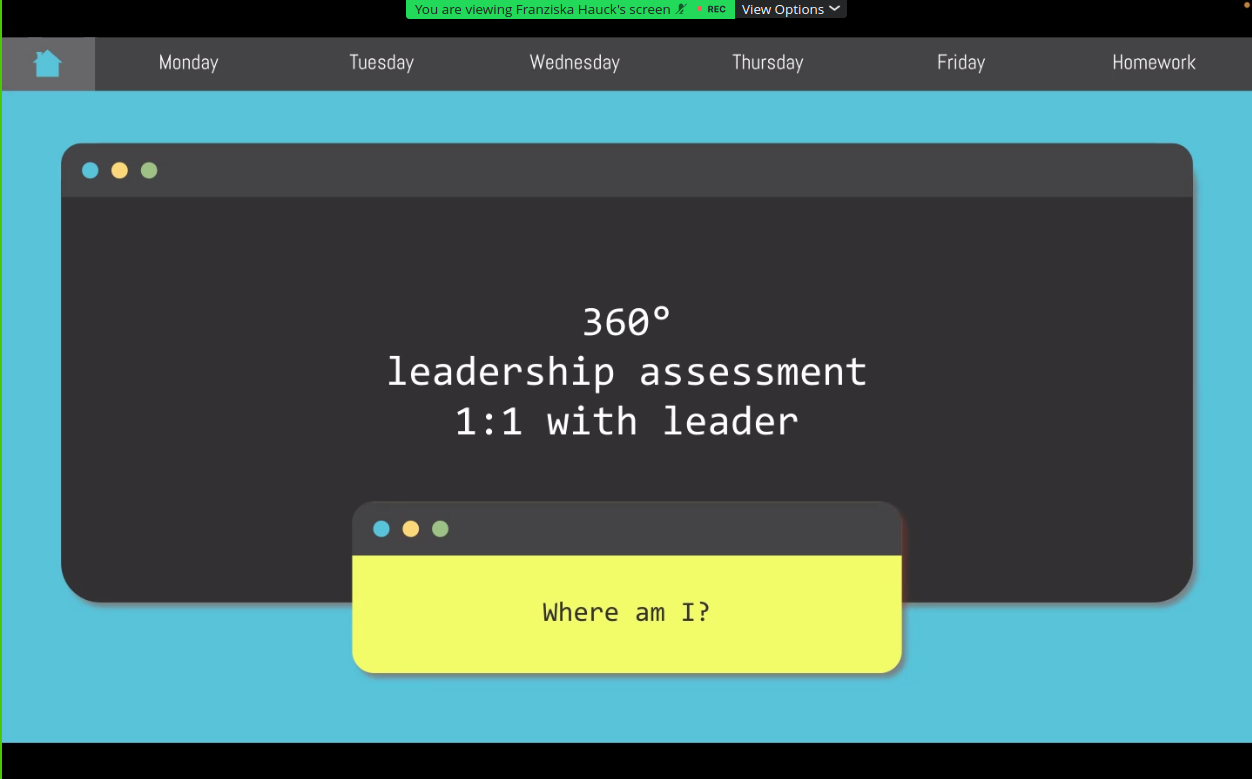 You are viewing Franziska Hauck's screen REC View Options
Monday Tuesday Wednesday Thursday Friday Homework
360°
leadership assessment
1:1 with leader
Where am I?